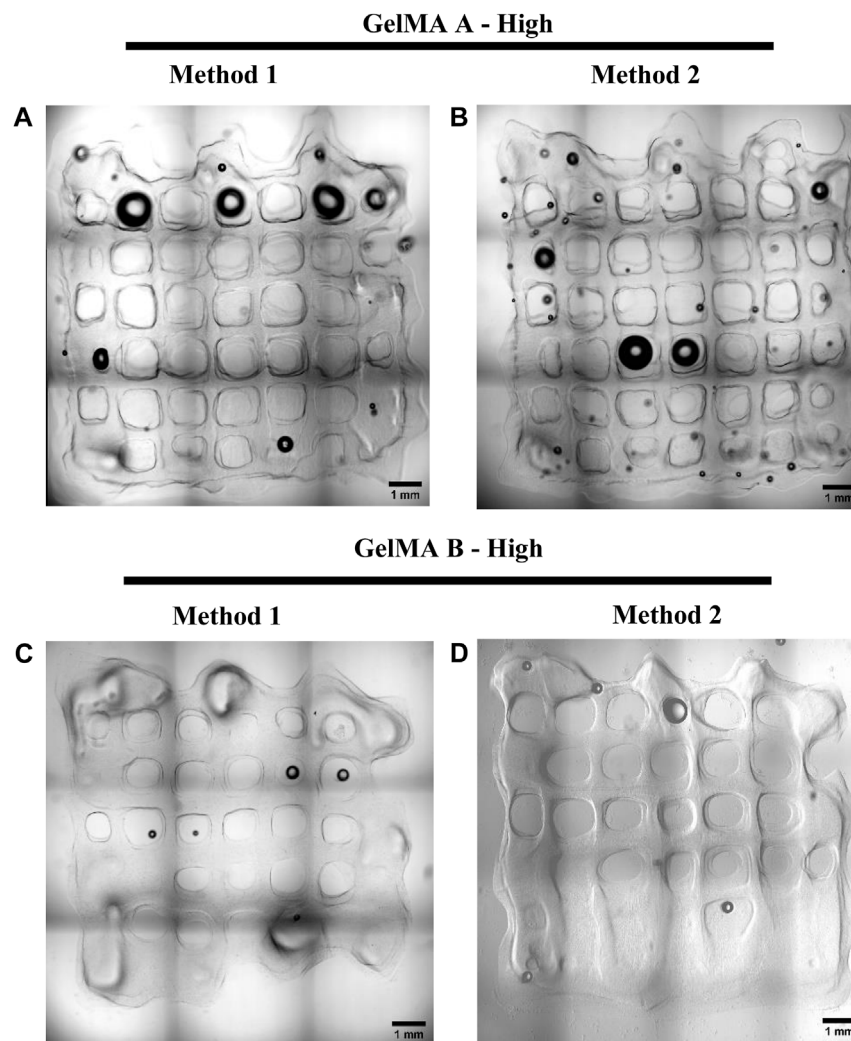 GelMA A - High
Method 1
Method 2
A
B
1 mm
1 mm
GelMA B - High
Method 1
Method 2
C
D
1 mm
1 mm